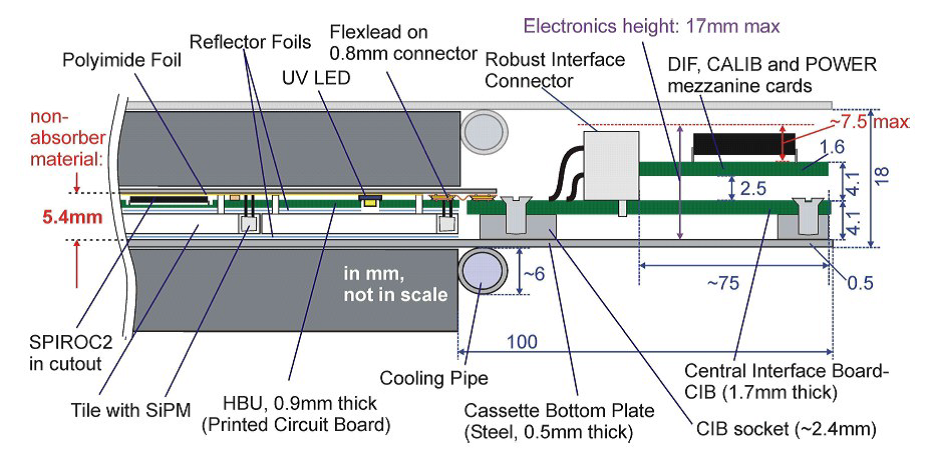 Electronics height: 17mm max
Flexlead on
0.8mm connector
Reflector Foils
Polyimide Foil
UV LED
Robust Interface
Connector
DIF, CALIB and POWER
mezzanine cards
non-
absorber
material:
5.4mm
~7.5 max
1.6
2.5
4.1
4.1
18
in mm,
not in scale
~6
~75
0.5
100
SPIROC2
in cutout
Tile with SiPM
HBU, 0.9mm thick
(Printed Circuit Board)
Cooling Pipe
Cassette Bottom Plate
(Steel, 0.5mm thick)
Central Interface Board-
CIB (1.7mm thick)
CIB socket (~2.4mm)